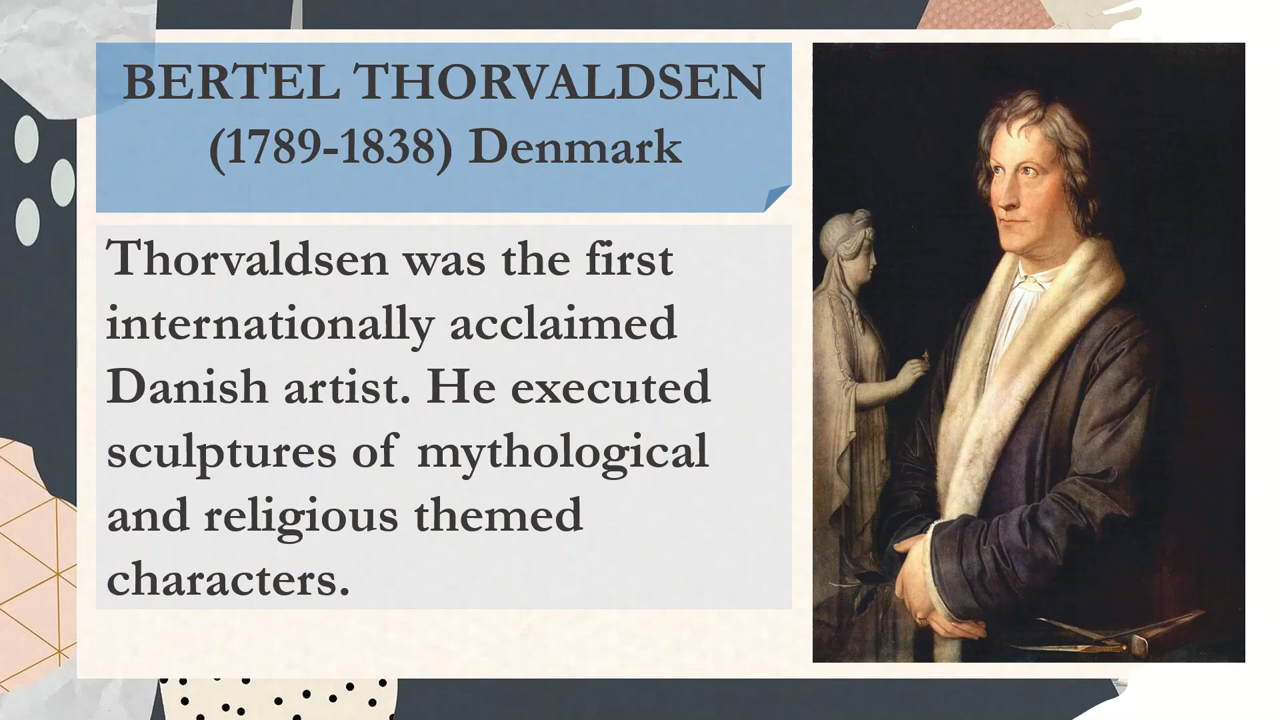 BERTEL THORVALDSEN
(1789-1838) Denmark
Thorvaldsen was the first
internationally acclaimed
Danish artist. He executed
sculptures of mythological
and religious themed
characters.